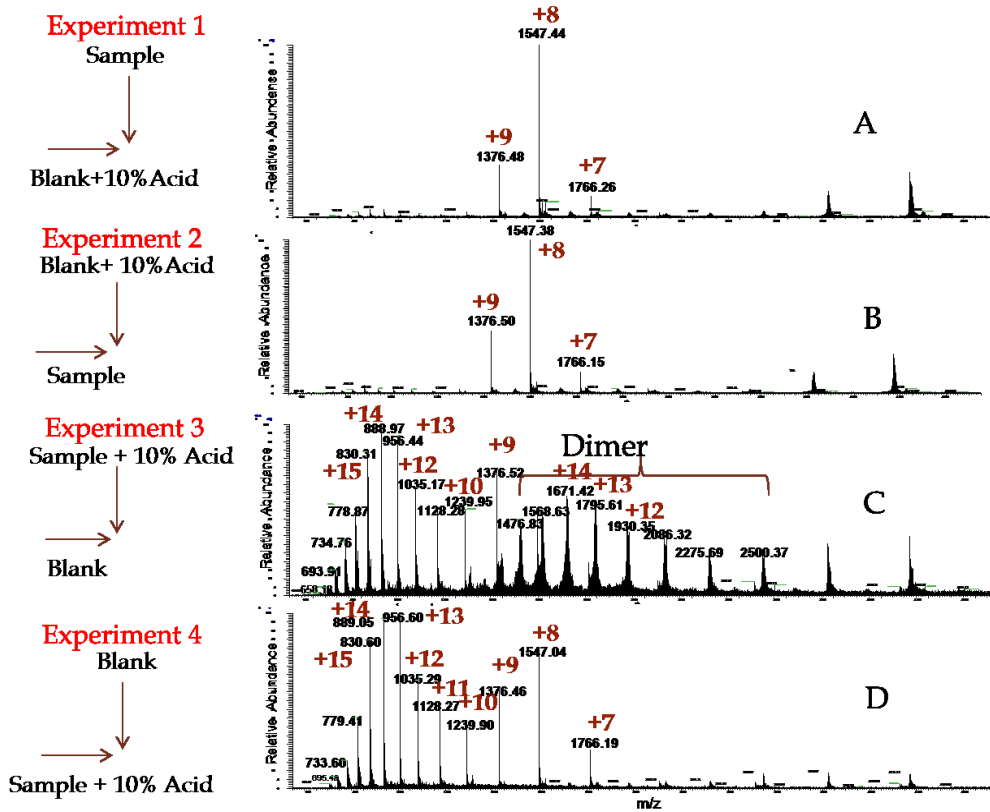 Experiment 1
Sample
Blank+10%Acid
Relative Abundance
+8
1547.44
+9
1376.48
+7
1766.26
A
Experiment 2
Blank+ 10%Acid
Sample
Relative Abundance
1547.38
+8
+9
1376.50
+7
1766.15
B
Experiment 3
Sample + 10% Acid
Blank
Relative Abundance
+14
888.97
+13
956.44
830.31
+15
+12
1035.17
+10
1239.95
1128.28
778.87
734.76
693.91
+9
1376.52
Dimer
+14
1671.42
+13
1795.61
1476.83
1568.63
+12
1930.35
2086.32
2275.69
2500.37
C
Experiment 4
Blank
Sample + 10% Acid
Relative Abundance
+14
889.05
956.60
+13
830.60
+15
+12
1035.29
+11
1128.27
+10
1239.90
779.41
733.60
+9
1376.46
+8
1547.04
+7
1766.19
D
m/z